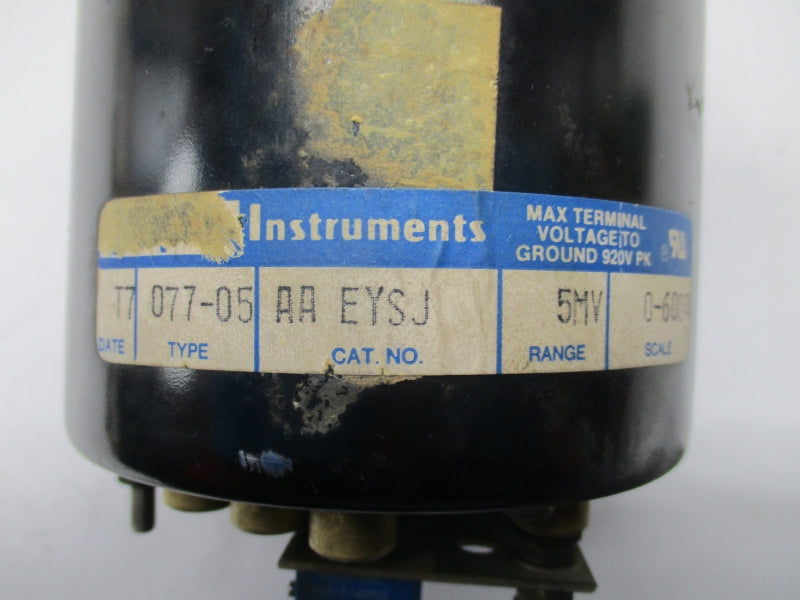 Instruments
MAX TERMINAL
VOLTAGE TO
GROUND 920V PK
®
T7 077-05 AA EYSJ 5MV
DATE TYPE CAT. NO. RANGE SCALE